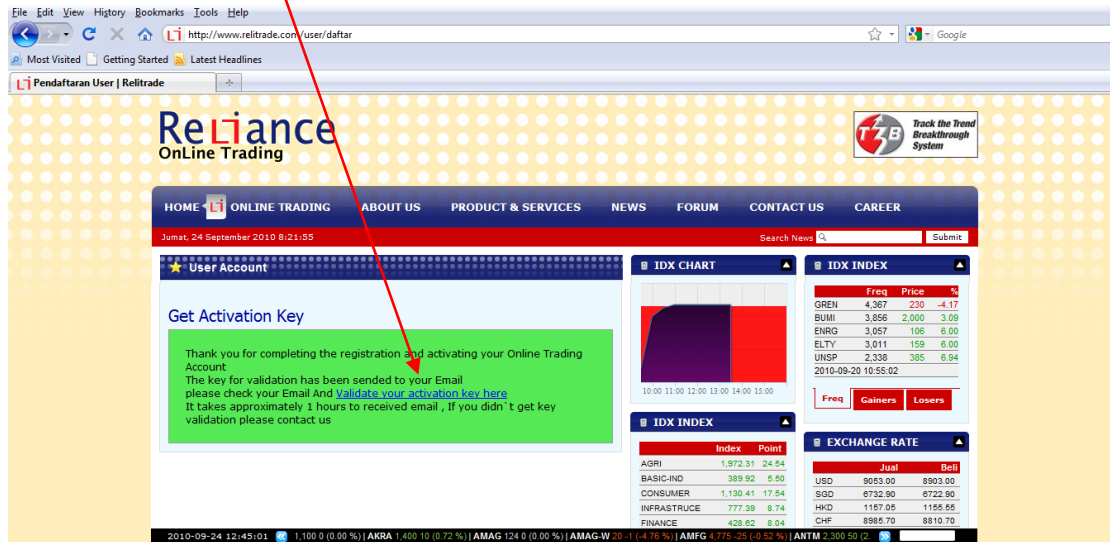 File Edit View History Bookmarks Tools Help
http://www.relitrade.com/user/daftar
Google
Most Visited Getting Started Latest Headlines
Pendaftaran User | Relitrade
Reliance
OnLine Trading
TZB
Track the Trend
Breakthrough
System
HOME Li ONLINE TRADING ABOUT US PRODUCT & SERVICES NEWS FORUM CONTACT US CAREER
Jumat, 24 September 2010 8:21:55
Search News Submit
User Account
Get Activation Key
Thank you for completing the registration and activating your Online Trading
Account
The key for validation has been sended to your Email
please check your Email And Validate your activation key here
It takes approximately 1 hours to received email , If you didn`t get key
validation please contact us
IDX CHART
10:00 11:00 12:00 13:00 14:00 15:00
IDX INDEX
Index Point
AGRI 1,972.31 24.54
BASIC-IND 389.92 5.50
CONSUMER 1,130.41 17.54
INFRASTRUCE 777.39 8.74
FINANCE 428.62 8.04
IDX INDEX
Freq Price %
GREN 4,367 230 -4.17
BUMI 3,856 2,000 3.09
ENRG 3,057 106 6.00
ELTY 3,011 159 6.00
UNSP 2,338 385 6.94
2010-09-20 10:55:02
Freq Gainers Losers
EXCHANGE RATE
Jual Beli
USD 9053.00 8903.00
SGD 6732.90 6722.90
HKD 1157.05 1155.55
CHF 8985.70 8810.70
2010-09-24 12:45:01 1,100 0 (0.00 %) | AKRA 1,400 10 (0.72 %) | AMAG 124 0 (0.00 %) | AMAG-W 20 -1 (-4.76 %) | AMFG 4,775 -25 (-0.52 %) | ANTM 2,300 50 (2.